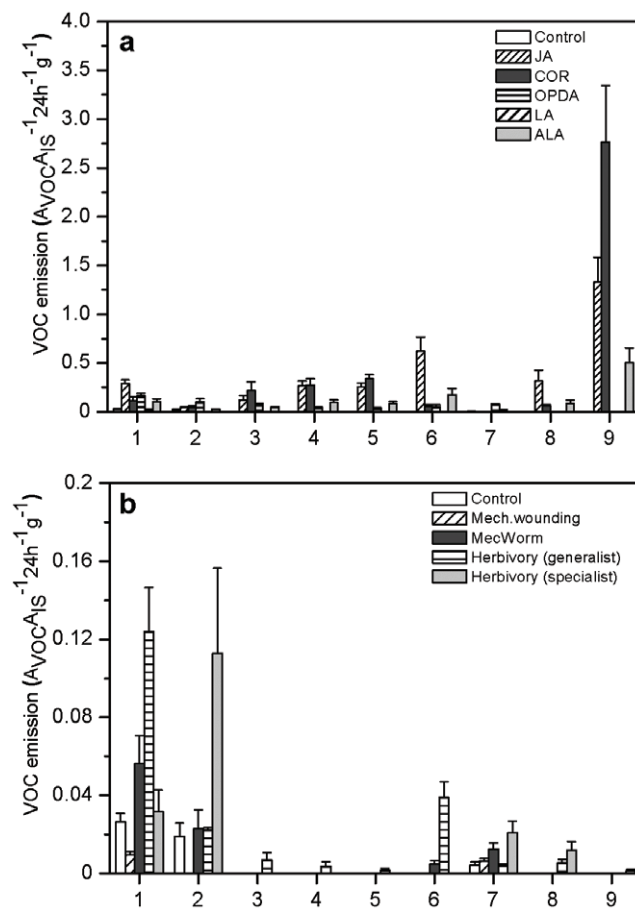 a
Control
JA
COR
OPDA
LA
ALA
VOC emission (AVOCAIS-124h-1g-1)
4.0
3.5
3.0
2.5
2.0
1.5
1.0
0.5
0
1 2 3 4 5 6 7 8 9
b
Control
Mech.wounding
MecWorm
Herbivory (generalist)
Herbivory (specialist)
VOC emission (AVOCAIS-124h-1g-1)
0.2
0.16
0.12
0.08
0.04
0
1 2 3 4 5 6 7 8 9